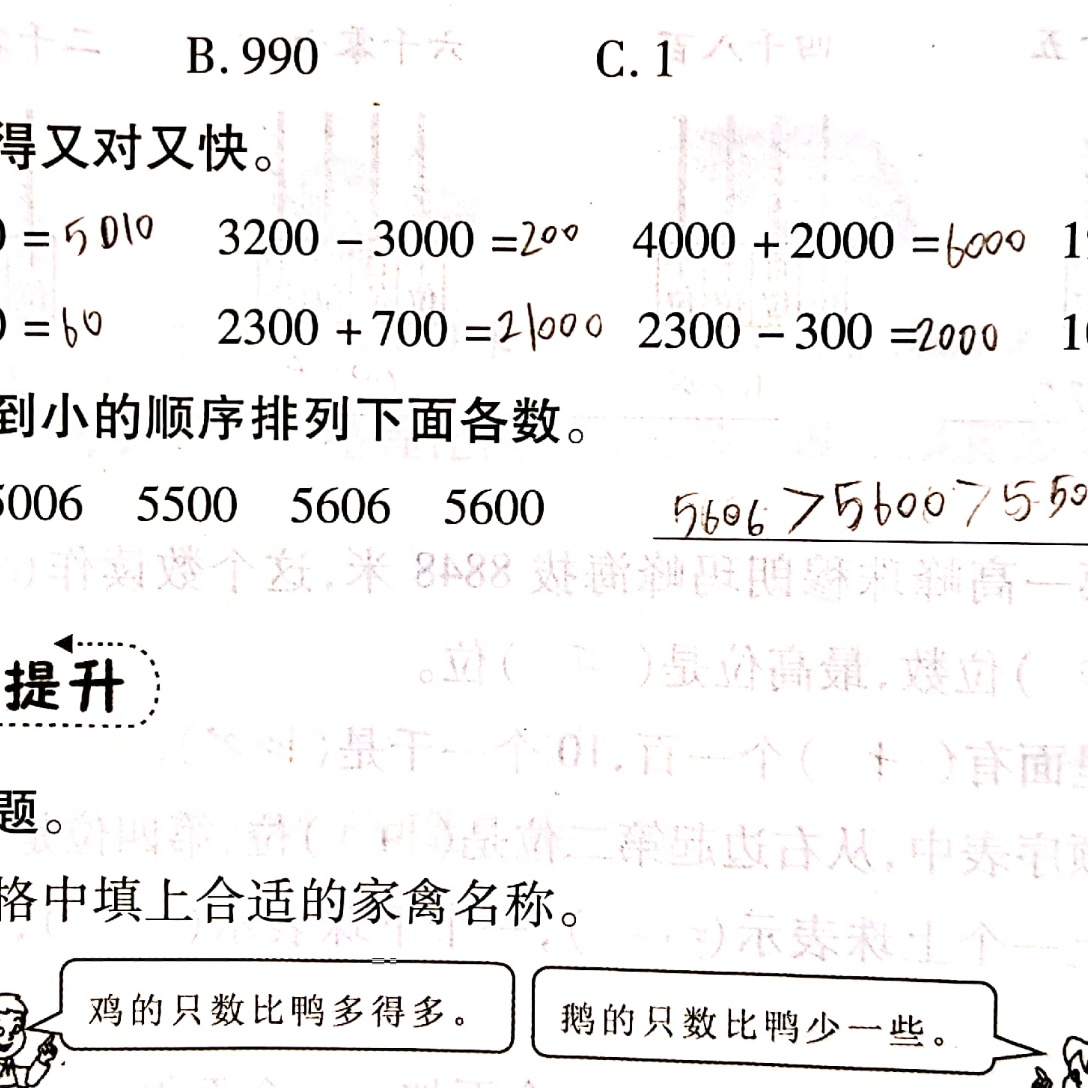 B. 990 C. 1
得又对又快。
= 5010 3200 - 3000 = 200 4000 + 2000 = 6000 1
= 60 2300 + 700 = 21000 2300 - 300 = 2000 1
到小的顺序排列下面各数。
5006 5500 5606 5600 5606 > 5600 > 550
提升
题。
格中填上合适的家禽名称。
鸡的只数比鸭多得多。 鹅的只数比鸭少一些。